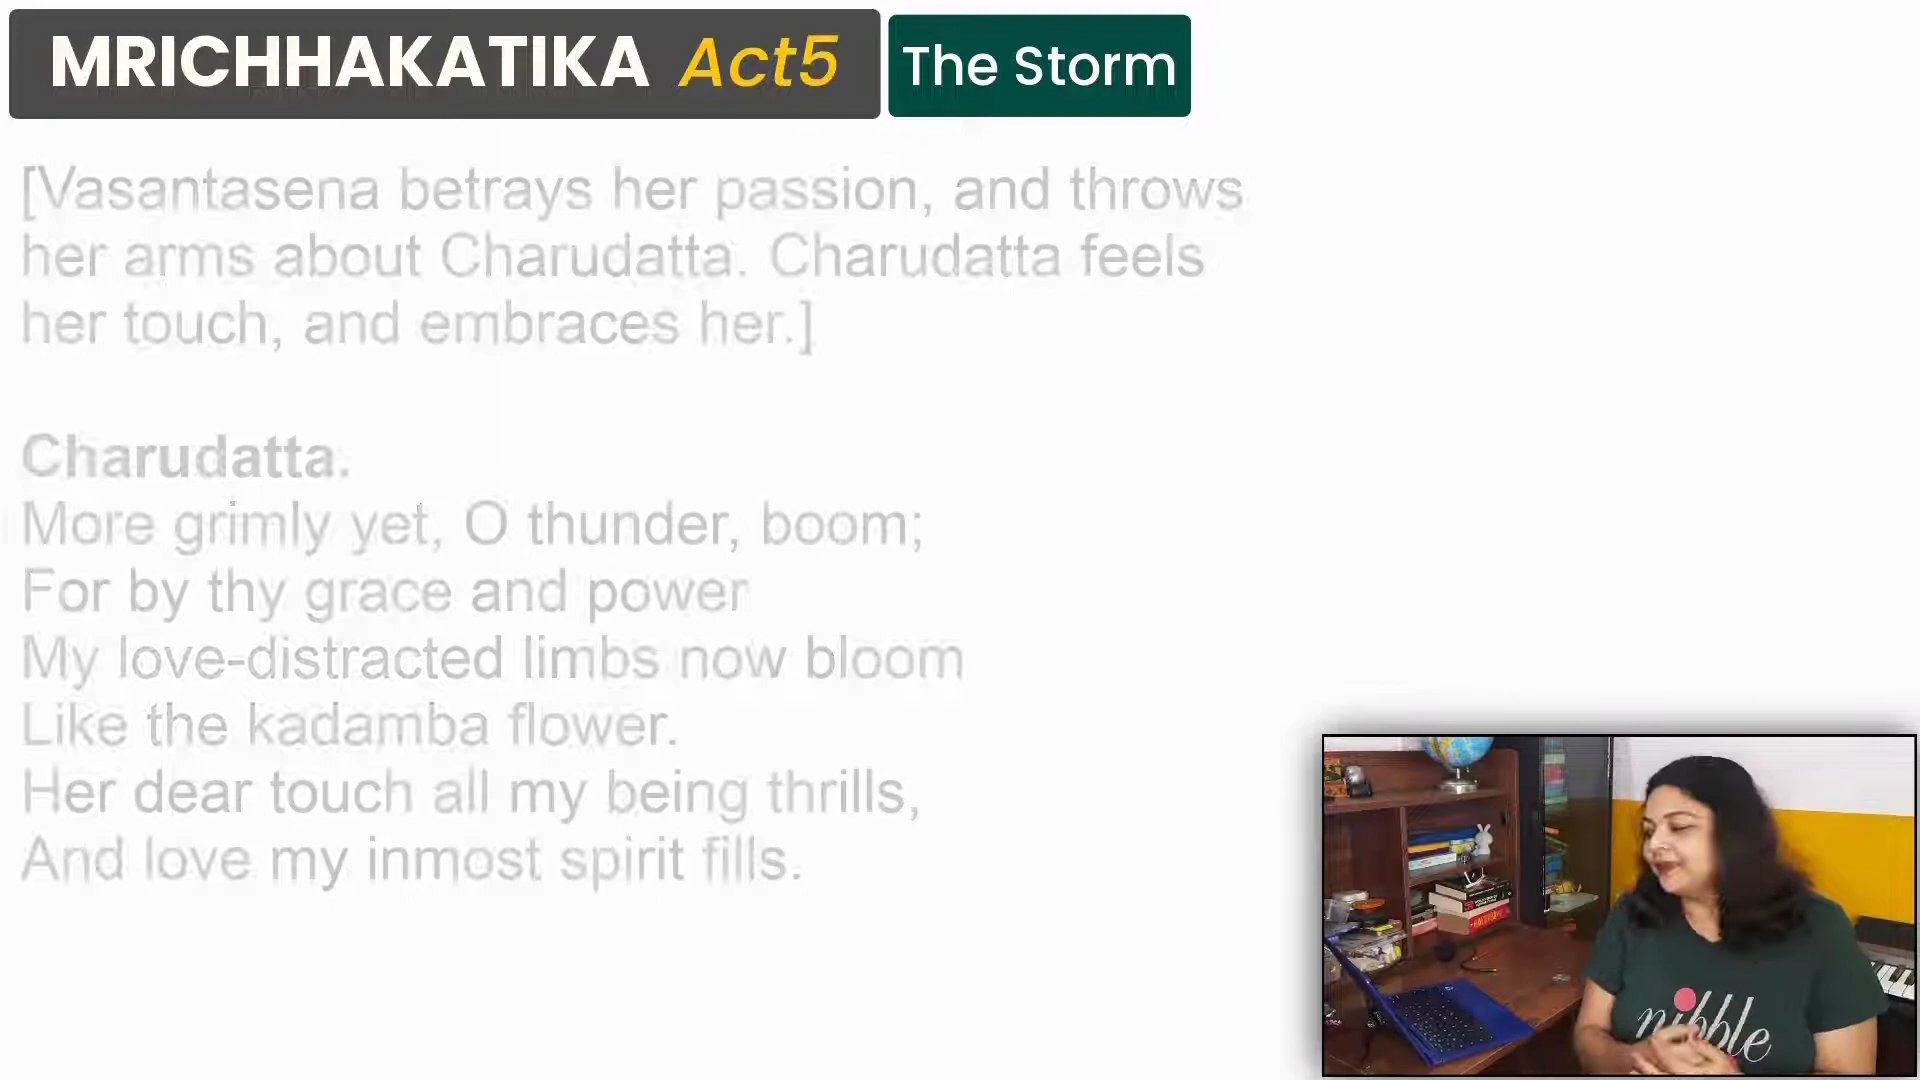 MRICHHAKATIKA Act5 The Storm
[Vasantasena betrays her passion, and throws
her arms about Charudatta. Charudatta feels
her touch, and embraces her.]
Charudatta.
More grimly yet, O thunder, boom;
For by thy grace and power
My love-distracted limbs now bloom
Like the kadamba flower.
Her dear touch all my being thrills,
And love my inmost spirit fills.
nibble